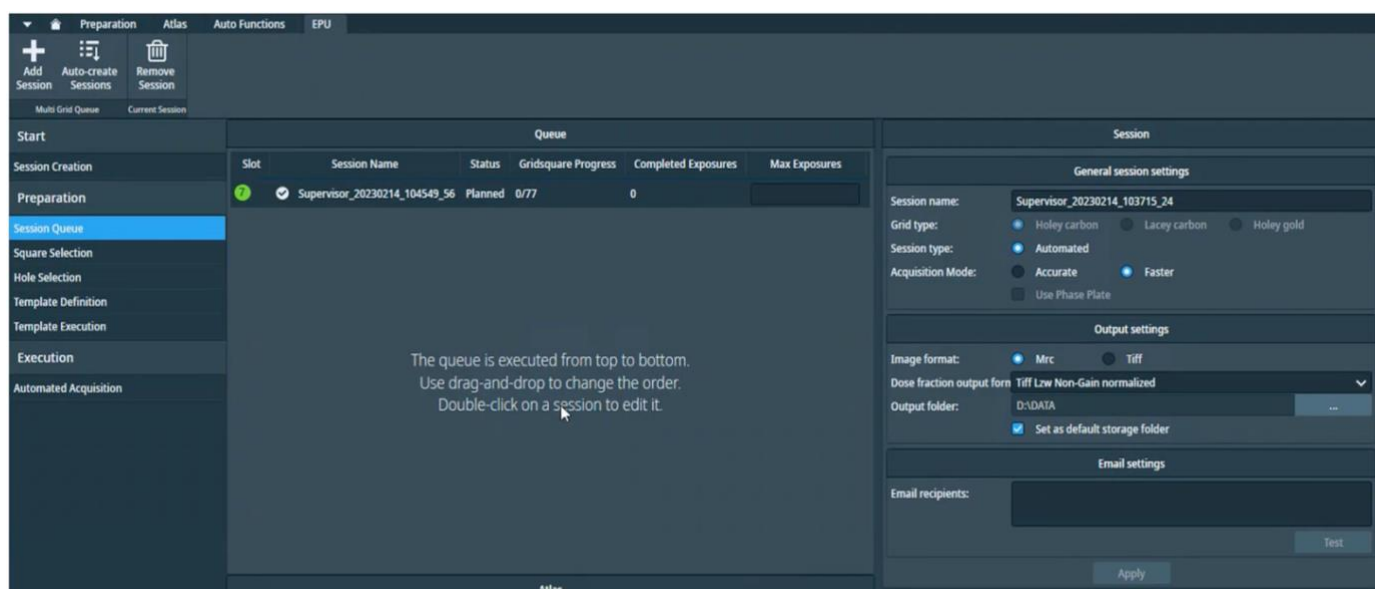 Preparation Atlas Auto Functions EPU
Add Session
Auto-create Sessions
Remove Session
Multi Grid Queue
Current Session
Start
Session Creation
Preparation
Session Queue
Square Selection
Hole Selection
Template Definition
Template Execution
Execution
Automated Acquisition
Queue
Slot Session Name Status Gridsquare Progress Completed Exposures Max Exposures
7 Supervisor_20230214_104549_56 Planned 0/77 0
The queue is executed from top to bottom.
Use drag-and-drop to change the order.
Double-click on a session to edit it.
Session
General session settings
Session name: Supervisor_20230214_103715_24
Grid type: Holey carbon Lacey carbon Holey gold
Session type: Automated
Acquisition Mode: Accurate Faster
Use Phase Plate
Output settings
Image format: Mrc Tiff
Dose fraction output form Tiff Lzw Non-Gain normalized
Output folder: D:\DATA ...
Set as default storage folder
Email settings
Email recipients:
Test
Apply